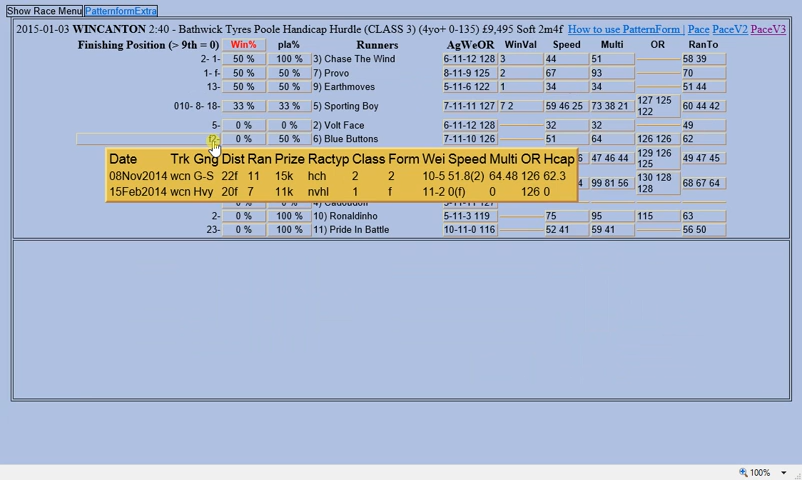 Show Race Menu PatternformExtra
2015-01-03 WINCANTON 2:40 - Bathwick Tyres Poole Handicap Hurdle (CLASS 3) (4yo+ 0-135) £9,495 Soft 2m4f How to use PatternForm | Pace PaceV2 PaceV3
Finishing Position (> 9th = 0) Win% pla% Runners AgWeOR WinVal Speed Multi OR RanTo
2- 1- 50 % 100 % 3) Chase The Wind 6-11-12 128 3 44 51 58 39
1- f- 50 % 50 % 7) Provo 8-11-9 125 2 67 93 70
13- 50 % 50 % 9) Earthmoves 5-11-6 122 1 34 34 51 44
010- 8- 18- 33 % 33 % 5) Sporting Boy 7-11-11 127 7 2 59 46 25 73 38 21 127 125 122 60 44 42
5- 0 % 0 % 2) Volt Face 6-11-12 128 32 32 49
f2- 0 % 50 % 6) Blue Buttons 7-11-10 126 51 64 126 126 62
Date Trk Gng Dist Ran Prize Ractyp Class Form Wei Speed Multi OR Hcap
08Nov2014 wcn G-S 22f 11 15k hch 2 2 10-5 51.8(2) 64.48 126 62.3
15Feb2014 wcn Hvy 20f 7 11k nvhl 1 f 11-2 0(f) 0 126 0
47 46 44 129 126 125 49 47 45
99 81 56 130 128 128 68 67 64
2- 0 % 100 % 10) Ronaldinho 5-11-3 119 75 95 115 63
23- 0 % 100 % 11) Pride In Battle 10-11-0 116 52 41 59 41 56 50
100%